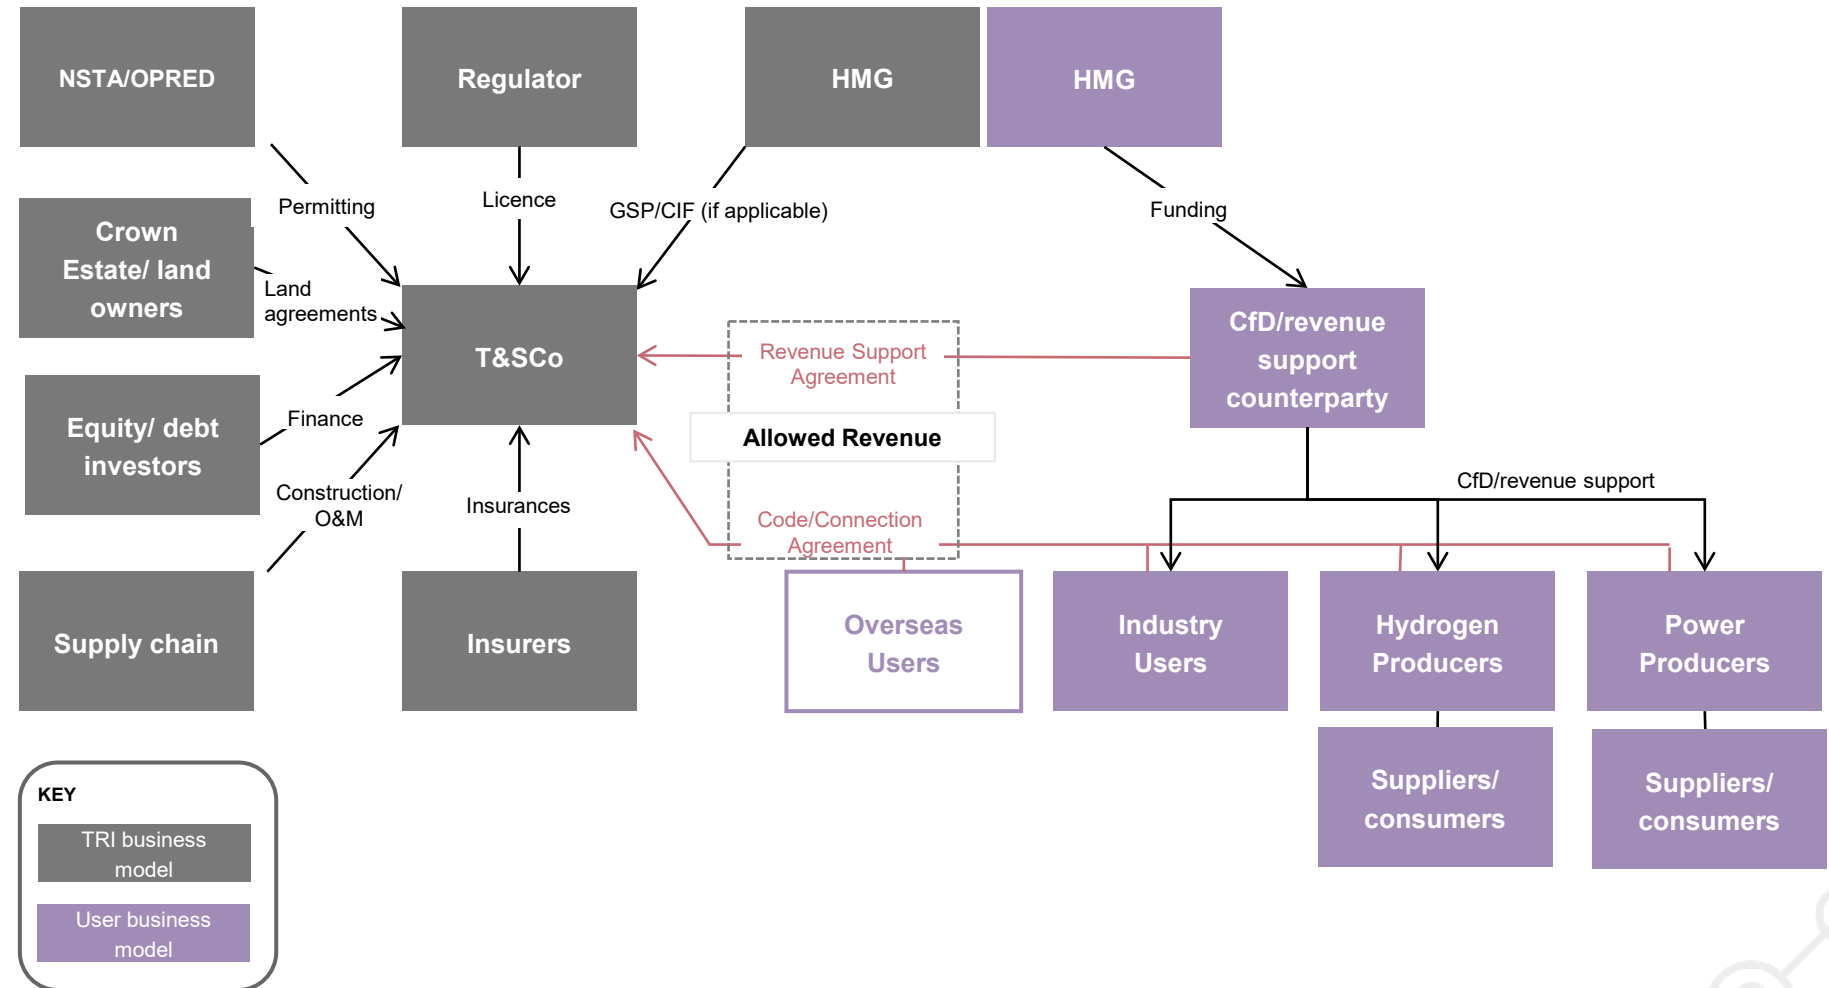 NSTA/OPRED
Regulator
HMG
HMG
Permitting
Licence
GSP/CIF (if applicable)
Funding
Crown
Estate/ land
owners
Land
agreements
T&SCo
Revenue Support
Agreement
CfD/revenue
support
counterparty
Equity/ debt
investors
Finance
Allowed Revenue
Construction/
O&M
Insurances
CfD/revenue support
Code/Connection
Agreement
Supply chain
Insurers
Overseas
Users
Industry
Users
Hydrogen
Producers
Power
Producers
Suppliers/
consumers
Suppliers/
consumers
KEY
TRI business
model
User business
model